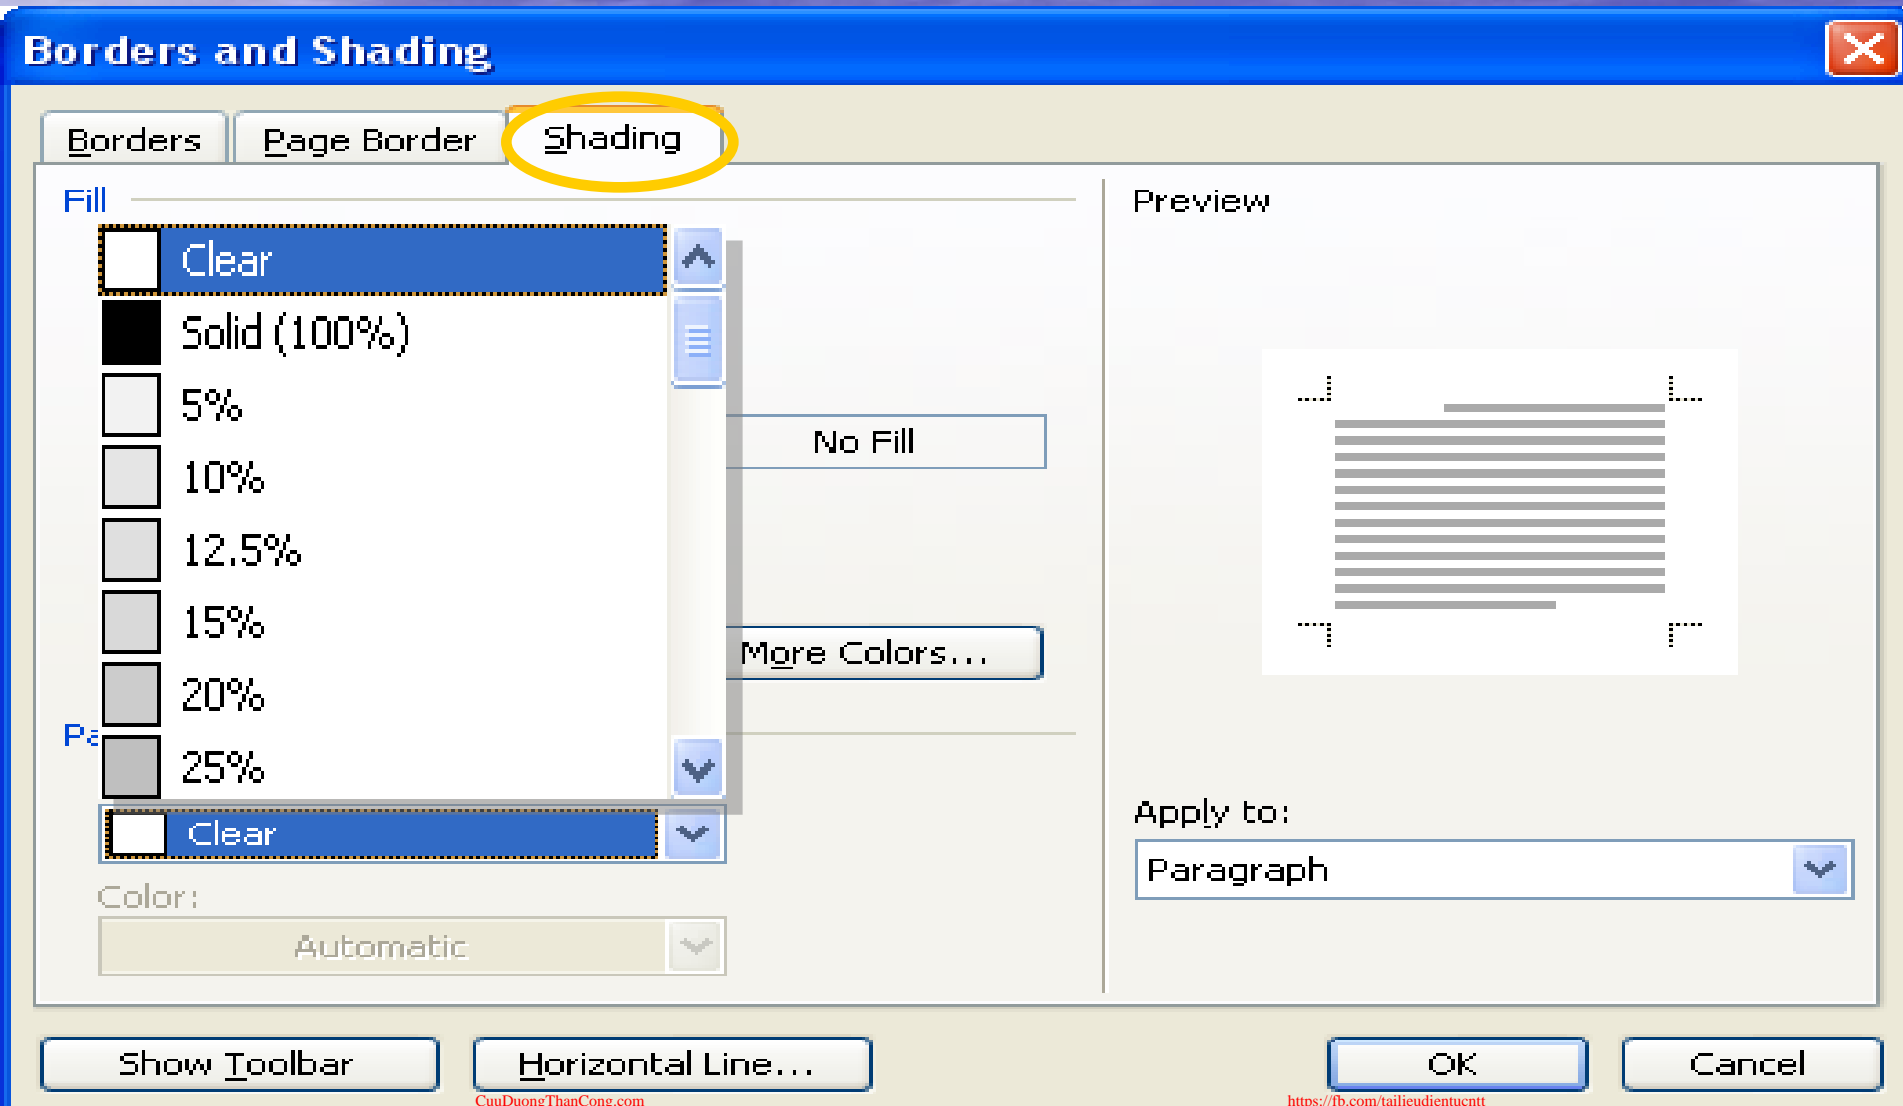 Borders and Shading
Borders
Page Border
Shading
Fill
Clear
Solid (100%)
5%
10%
12.5%
15%
20%
25%
No Fill
More Colors...
Clear
Color:
Automatic
Preview
Apply to:
Paragraph
Show Toolbar
Horizontal Line...
OK
Cancel
CuuDuongThanCong.com
https://fb.com/tailieudientucntt